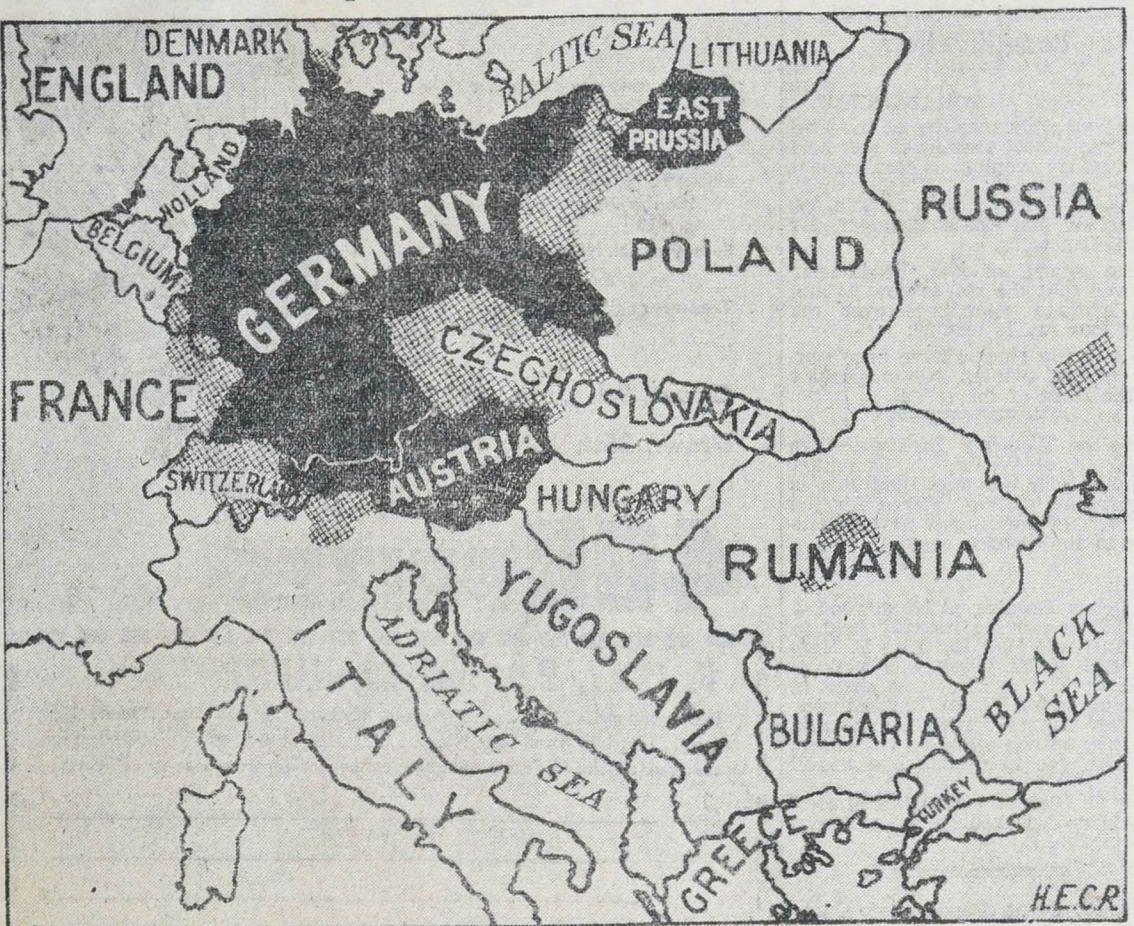 DENMARK
ENGLAND
BALTIC SEA
LITHUANIA
EAST
PRUSSIA
HOLLAND
BELGIUM
GERMANY
RUSSIA
POLAND
FRANCE
CZECHOSLOVAKIA
SWITZERLAND
AUSTRIA
HUNGARY
RUMANIA
YUGOSLAVIA
ITALY
ADRIATIC SEA
BLACK
SEA
BULGARIA
TURKEY
GREECE
H.E.C.R.